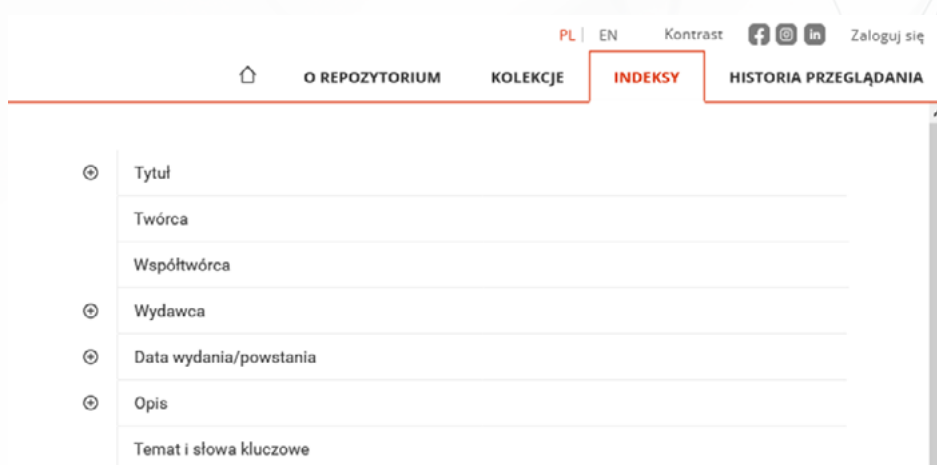 PL | EN Kontrast Zaloguj się
O REPOZYTORIUM KOLEKCJE INDEKSY HISTORIA PRZEGLĄDANIA
Tytuł
Twórca
Współtwórca
Wydawca
Data wydania/powstania
Opis
Temat i słowa kluczowe